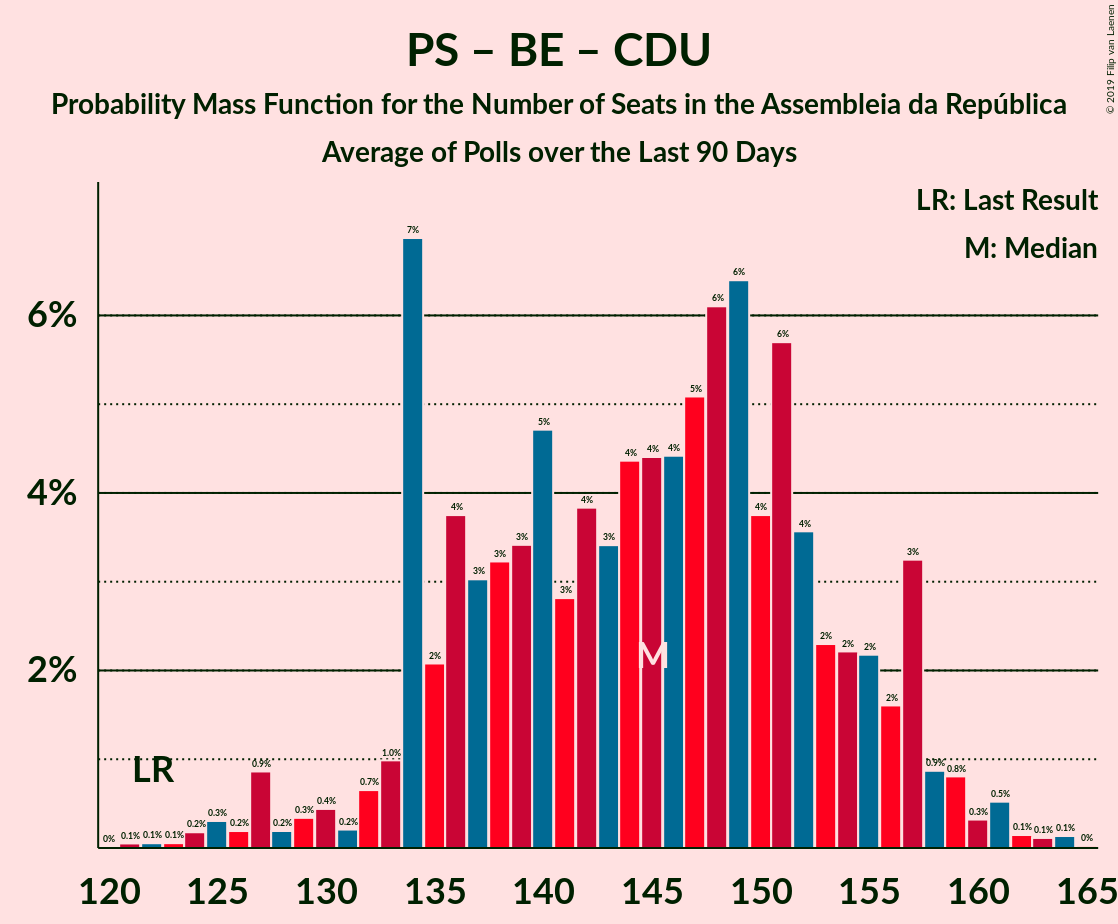 PS – BE – CDU
Probability Mass Function for the Number of Seats in the Assembleia da República
Average of Polls over the Last 90 Days
© 2019 Filip van Laenen
LR: Last Result
M: Median
6%
4%
2%
LR
M
0% 0.1% 0.1% 0.1% 0.2% 0.3% 0.2% 0.9% 0.2% 0.3% 0.4% 0.2% 0.7% 1.0% 7% 2% 4% 3% 3% 3% 5% 3% 4% 3% 4% 4% 4% 5% 6% 6% 4% 6% 4% 2% 2% 2% 2% 3% 0.9% 0.8% 0.3% 0.5% 0.1% 0.1% 0.1% 0%
120 125 130 135 140 145 150 155 160 165